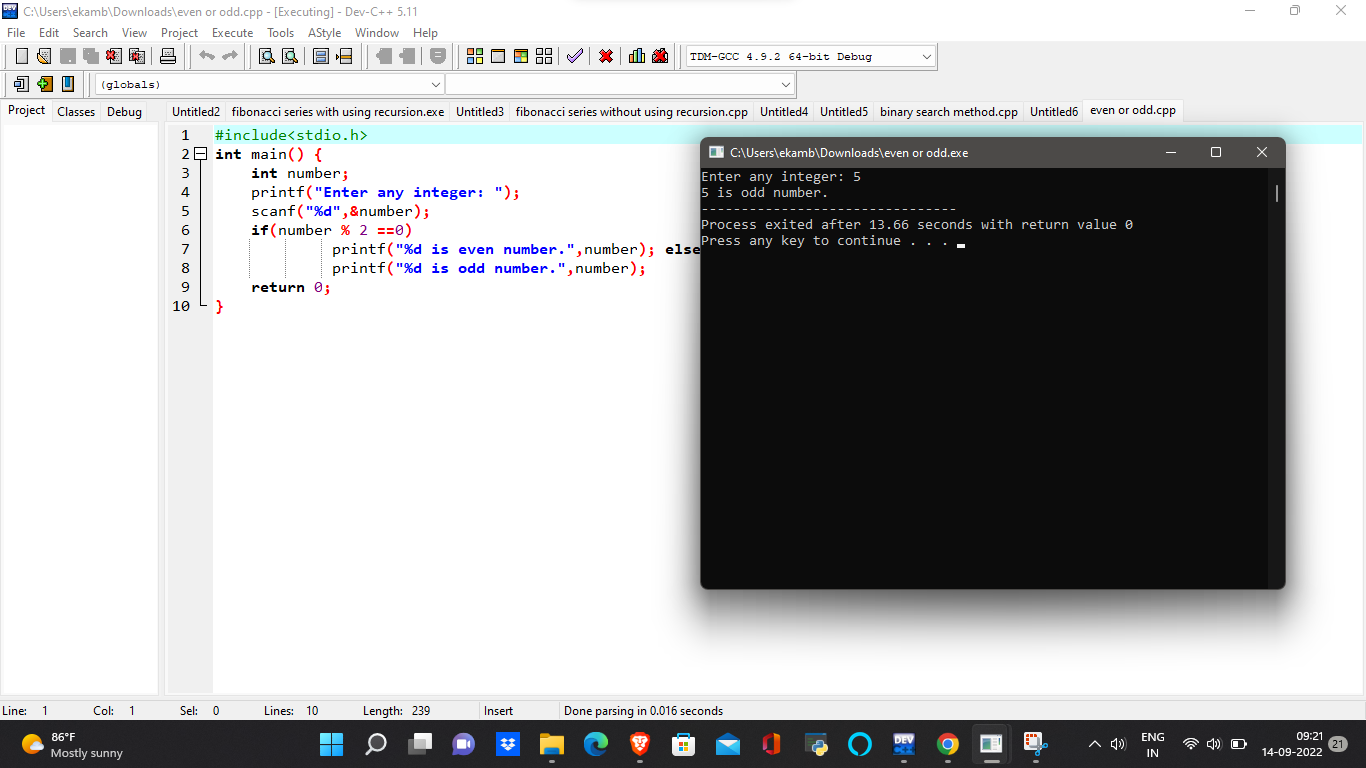 C:\Users\ekamb\Downloads\even or odd.cpp - [Executing] - Dev-C++ 5.11
File Edit Search View Project Execute Tools AStyle Window Help
TDM-GCC 4.9.2 64-bit Debug
(globals)
Project Classes Debug Untitled2 fibonacci series with using recursion.exe Untitled3 fibonacci series without using recursion.cpp Untitled4 Untitled5 binary search method.cpp Untitled6 even or odd.cpp
1 #include<stdio.h>
2 int main() {
3 int number;
4 printf("Enter any integer: ");
5 scanf("%d",&number);
6 if(number % 2 ==0)
7 printf("%d is even number.",number); else
8 printf("%d is odd number.",number);
9 return 0;
10 }
C:\Users\ekamb\Downloads\even or odd.exe
Enter any integer: 5
5 is odd number.
--------------------------------
Process exited after 13.66 seconds with return value 0
Press any key to continue . . .
Line: 1 Col: 1 Sel: 0 Lines: 10 Length: 239 Insert Done parsing in 0.016 seconds
86°F
Mostly sunny
DEV
ENG
IN
09:21
14-09-2022
21